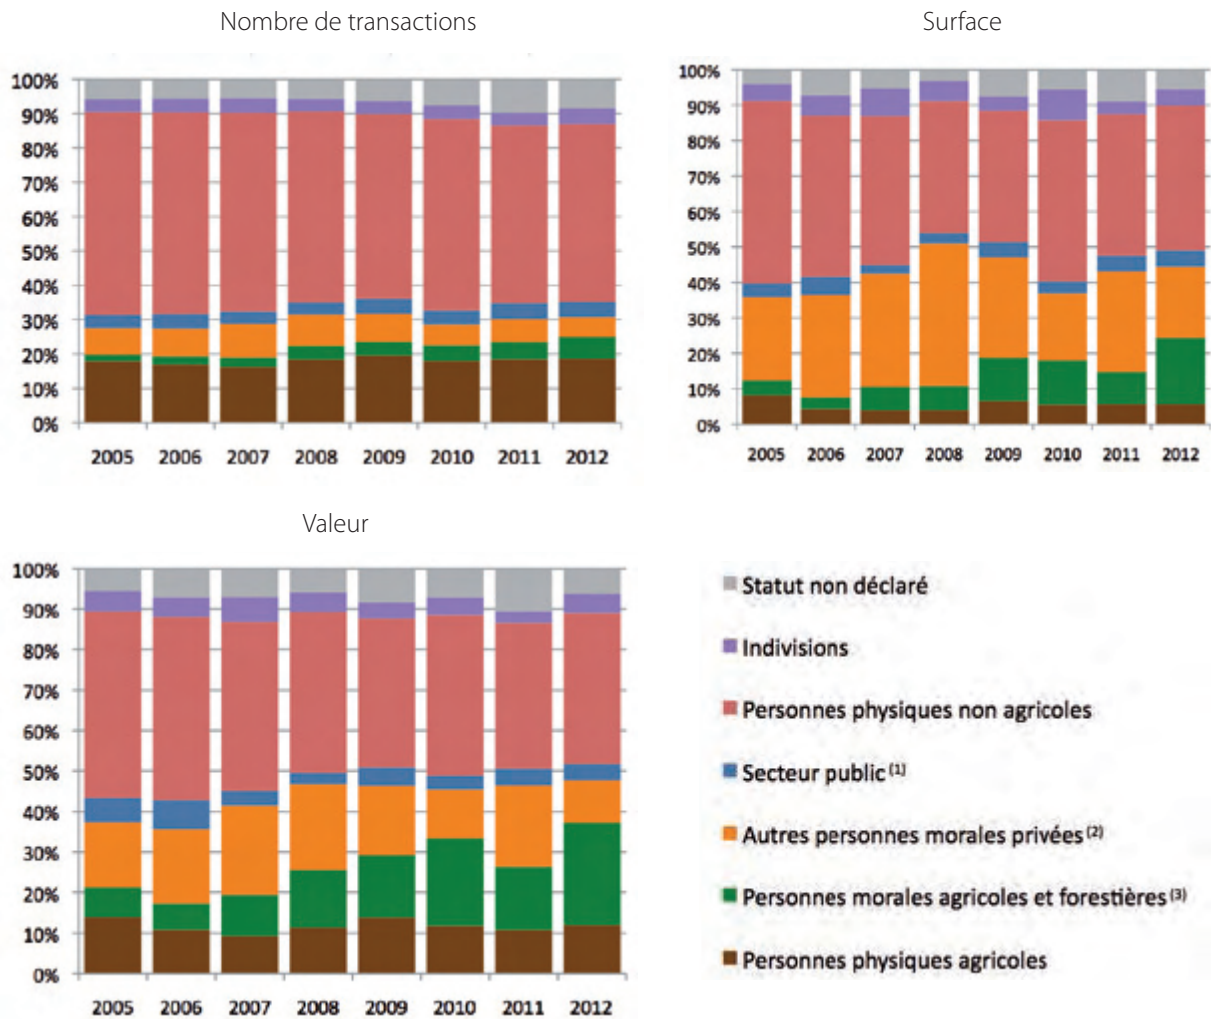 Nombre de transactions
100%
90%
80%
70%
60%
50%
40%
30%
20%
10%
0%
2005 2006 2007 2008 2009 2010 2011 2012
Surface
100%
90%
80%
70%
60%
50%
40%
30%
20%
10%
0%
2005 2006 2007 2008 2009 2010 2011 2012
Valeur
100%
90%
80%
70%
60%
50%
40%
30%
20%
10%
0%
2005 2006 2007 2008 2009 2010 2011 2012
Statut non déclaré
Indivisions
Personnes physiques non agricoles
Secteur public (1)
Autres personnes morales privées (2)
Personnes morales agricoles et forestières (3)
Personnes physiques agricoles